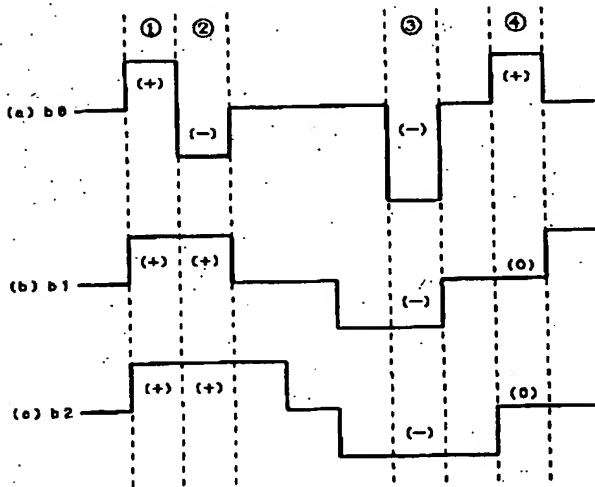 ① ② ③ ④
(+) (+)
(a) b0 (-) (-)
(0)
(b) b1 (+) (+) (-)
(0)
(c) b2 (+) (+) (-)